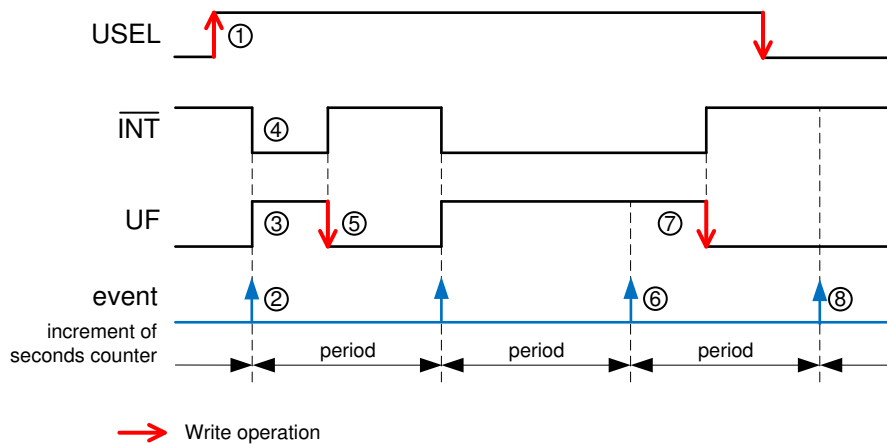 USEL ①
INT ④
UF ③ ⑤ ⑦
event ② ⑥ ⑧
increment of
seconds counter
period period period
Write operation